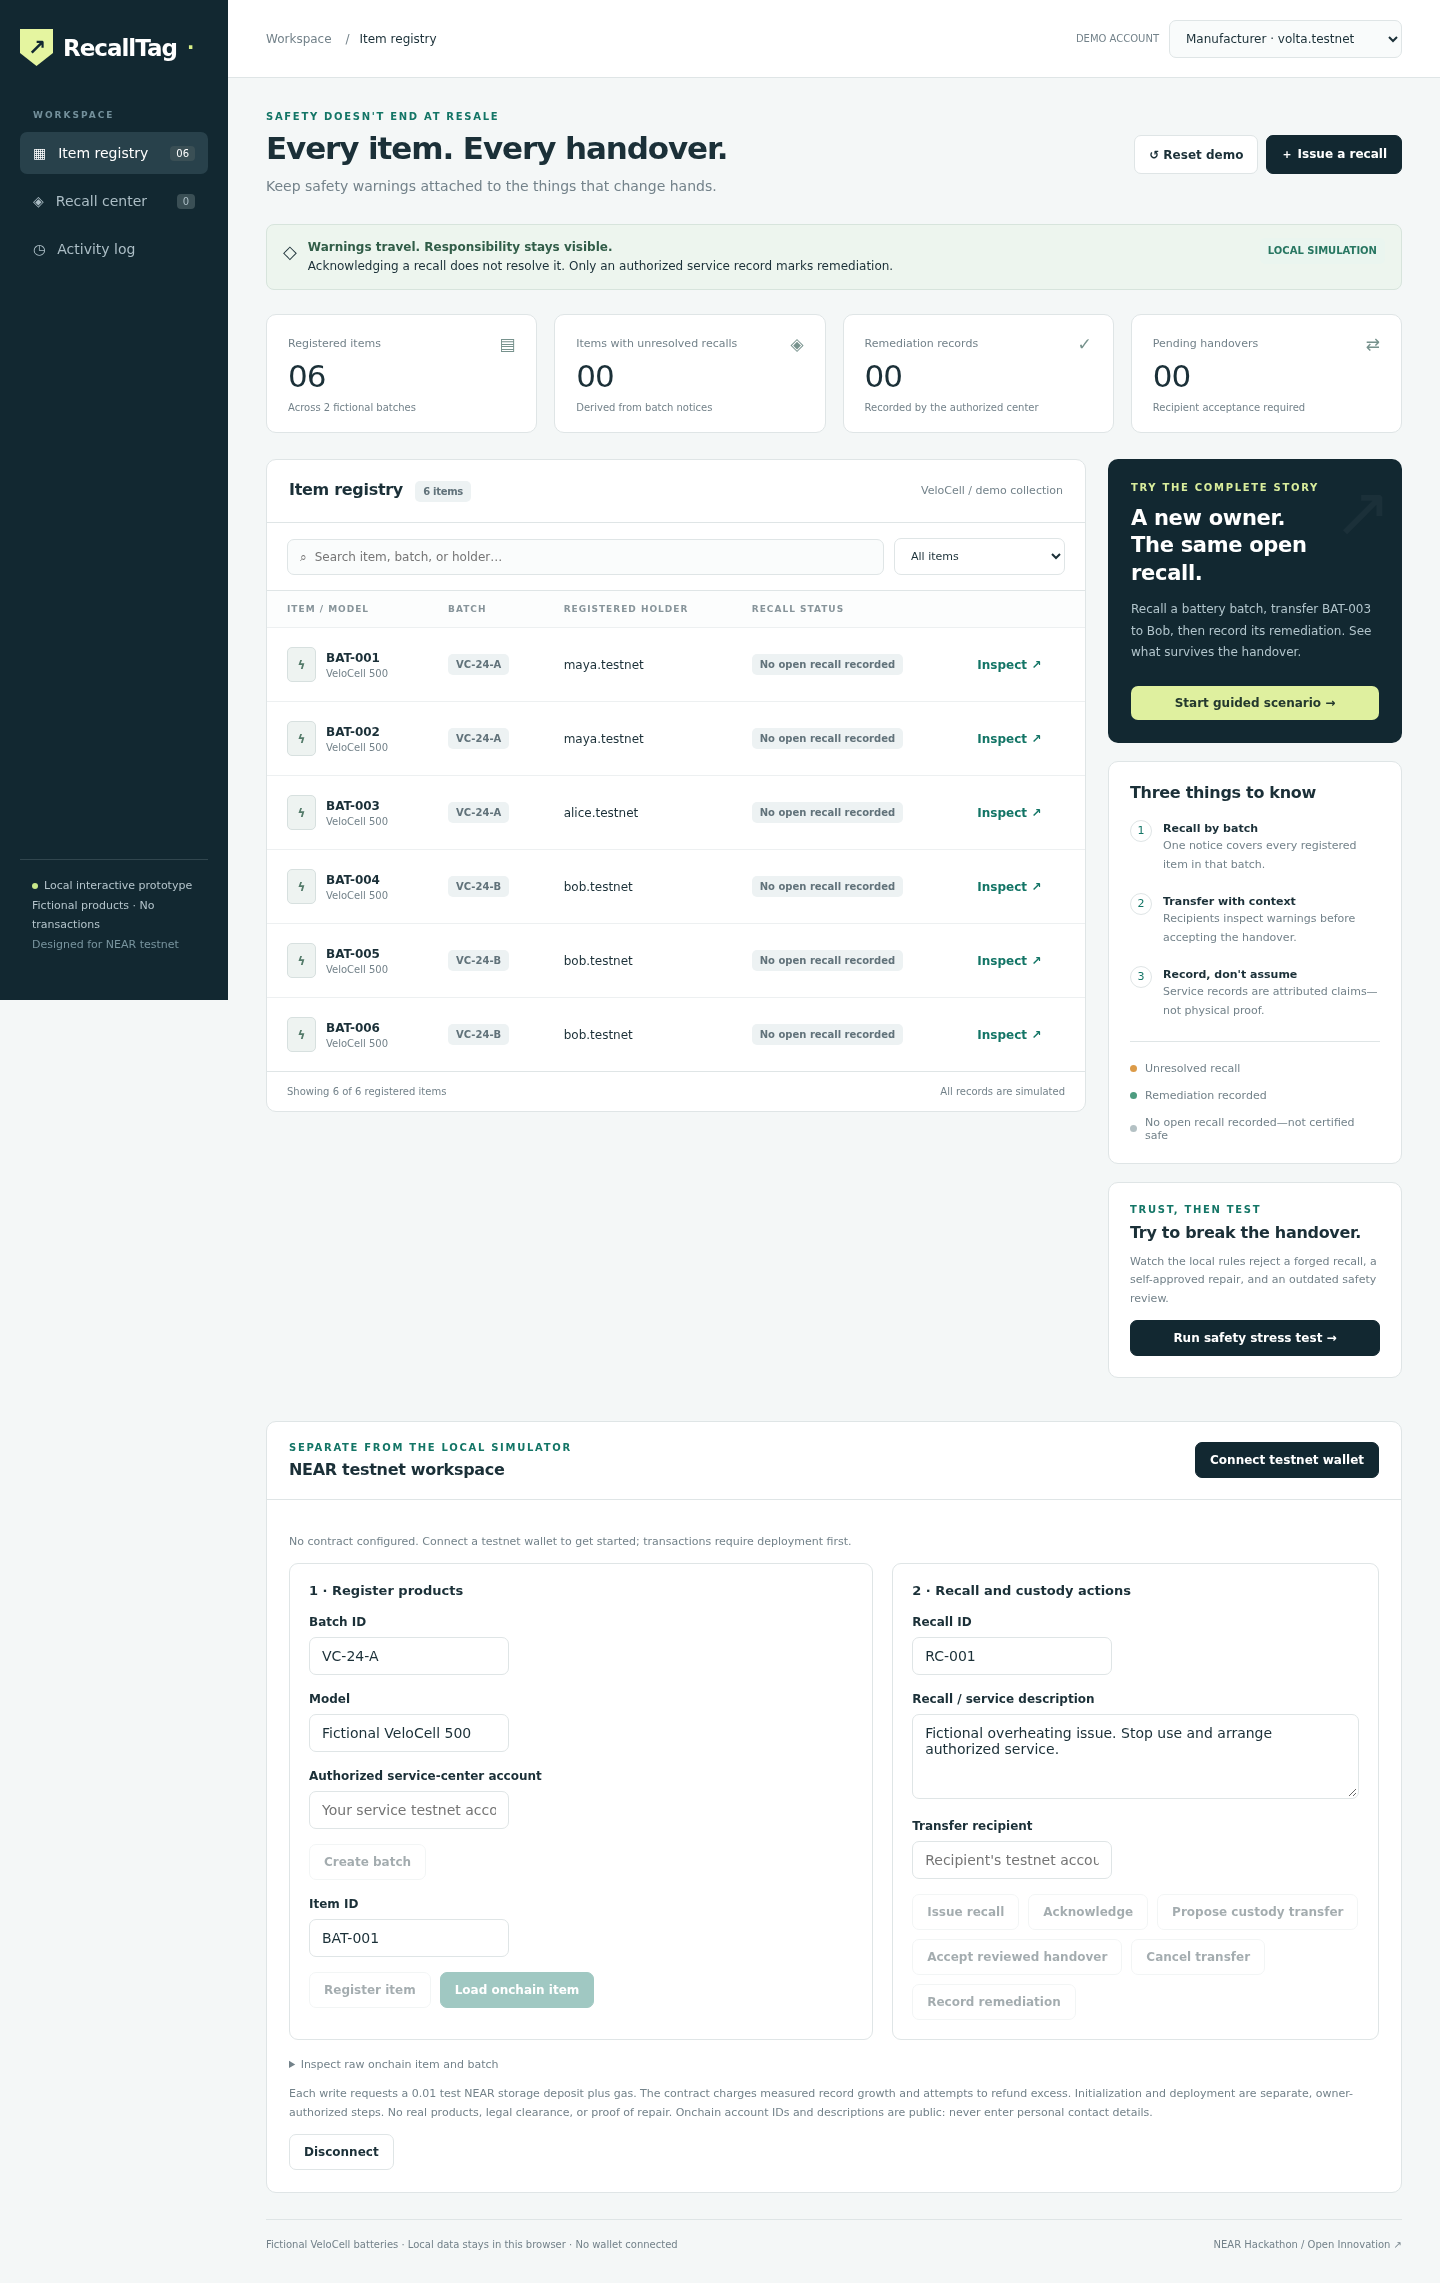 RecallTag ·
WORKSPACE
Item registry 06
Recall center 0
Activity log
Local interactive prototype
Fictional products · No
transactions
Designed for NEAR testnet
Workspace / Item registry
DEMO ACCOUNT Manufacturer · volta.testnet
SAFETY DOESN'T END AT RESALE
Every item. Every handover.
Keep safety warnings attached to the things that change hands.
↺ Reset demo
＋ Issue a recall
Warnings travel. Responsibility stays visible.
Acknowledging a recall does not resolve it. Only an authorized service record marks remediation.
LOCAL SIMULATION
Registered items
06
Across 2 fictional batches
Items with unresolved recalls
00
Derived from batch notices
Remediation records
00
Recorded by the authorized center
Pending handovers
00
Recipient acceptance required
Item registry 6 items
VeloCell / demo collection
Search item, batch, or holder…
All items
ITEM / MODEL BATCH REGISTERED HOLDER RECALL STATUS
BAT-001 VeloCell 500 VC-24-A maya.testnet No open recall recorded Inspect ↗
BAT-002 VeloCell 500 VC-24-A maya.testnet No open recall recorded Inspect ↗
BAT-003 VeloCell 500 VC-24-A alice.testnet No open recall recorded Inspect ↗
BAT-004 VeloCell 500 VC-24-B bob.testnet No open recall recorded Inspect ↗
BAT-005 VeloCell 500 VC-24-B bob.testnet No open recall recorded Inspect ↗
BAT-006 VeloCell 500 VC-24-B bob.testnet No open recall recorded Inspect ↗
Showing 6 of 6 registered items
All records are simulated
TRY THE COMPLETE STORY
A new owner.
The same open
recall.
Recall a battery batch, transfer BAT-003
to Bob, then record its remediation. See
what survives the handover.
Start guided scenario →
Three things to know
1 Recall by batch
One notice covers every registered
item in that batch.
2 Transfer with context
Recipients inspect warnings before
accepting the handover.
3 Record, don't assume
Service records are attributed claims—
not physical proof.
Unresolved recall
Remediation recorded
No open recall recorded—not certified
safe
TRUST, THEN TEST
Try to break the handover.
Watch the local rules reject a forged recall, a
self-approved repair, and an outdated safety
review.
Run safety stress test →
SEPARATE FROM THE LOCAL SIMULATOR
NEAR testnet workspace
Connect testnet wallet
No contract configured. Connect a testnet wallet to get started; transactions require deployment first.
1 · Register products
Batch ID
VC-24-A
Model
Fictional VeloCell 500
Authorized service-center account
Your service testnet acco
Create batch
Item ID
BAT-001
Register item
Load onchain item
2 · Recall and custody actions
Recall ID
RC-001
Recall / service description
Fictional overheating issue. Stop use and arrange
authorized service.
Transfer recipient
Recipient's testnet accou
Issue recall
Acknowledge
Propose custody transfer
Accept reviewed handover
Cancel transfer
Record remediation
▶ Inspect raw onchain item and batch
Each write requests a 0.01 test NEAR storage deposit plus gas. The contract charges measured record growth and attempts to refund excess. Initialization and deployment are separate, owner-
authorized steps. No real products, legal clearance, or proof of repair. Onchain account IDs and descriptions are public: never enter personal contact details.
Disconnect
Fictional VeloCell batteries · Local data stays in this browser · No wallet connected
NEAR Hackathon / Open Innovation ↗